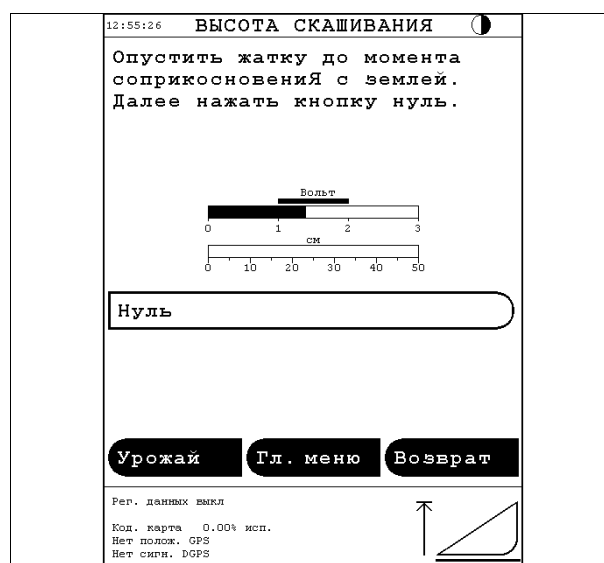 12:55:26 ВЫСОТА СКАШИВАНИЯ
Опустить жатку до момента
соприкосновениЯ с землей.
Далее нажать кнопку нуль.
Вольт
0 1 2 3
см
0 10 20 30 40 50
Нуль
Урожай Гл. меню Возврат
Рег. данных выкл
Код. карта 0.00% исп.
Нет полож. GPS
Нет сигн. DGPS